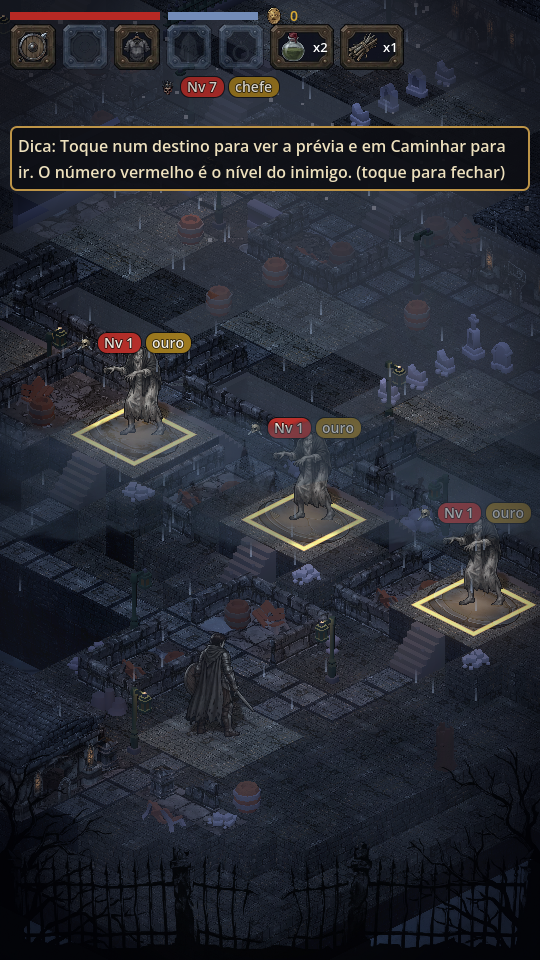 0
x2
x1
Nv 7 chefe
Dica: Toque num destino para ver a prévia e em Caminhar para
ir. O número vermelho é o nível do inimigo. (toque para fechar)
Nv 1 ouro
Nv 1 ouro
Nv 1 ouro